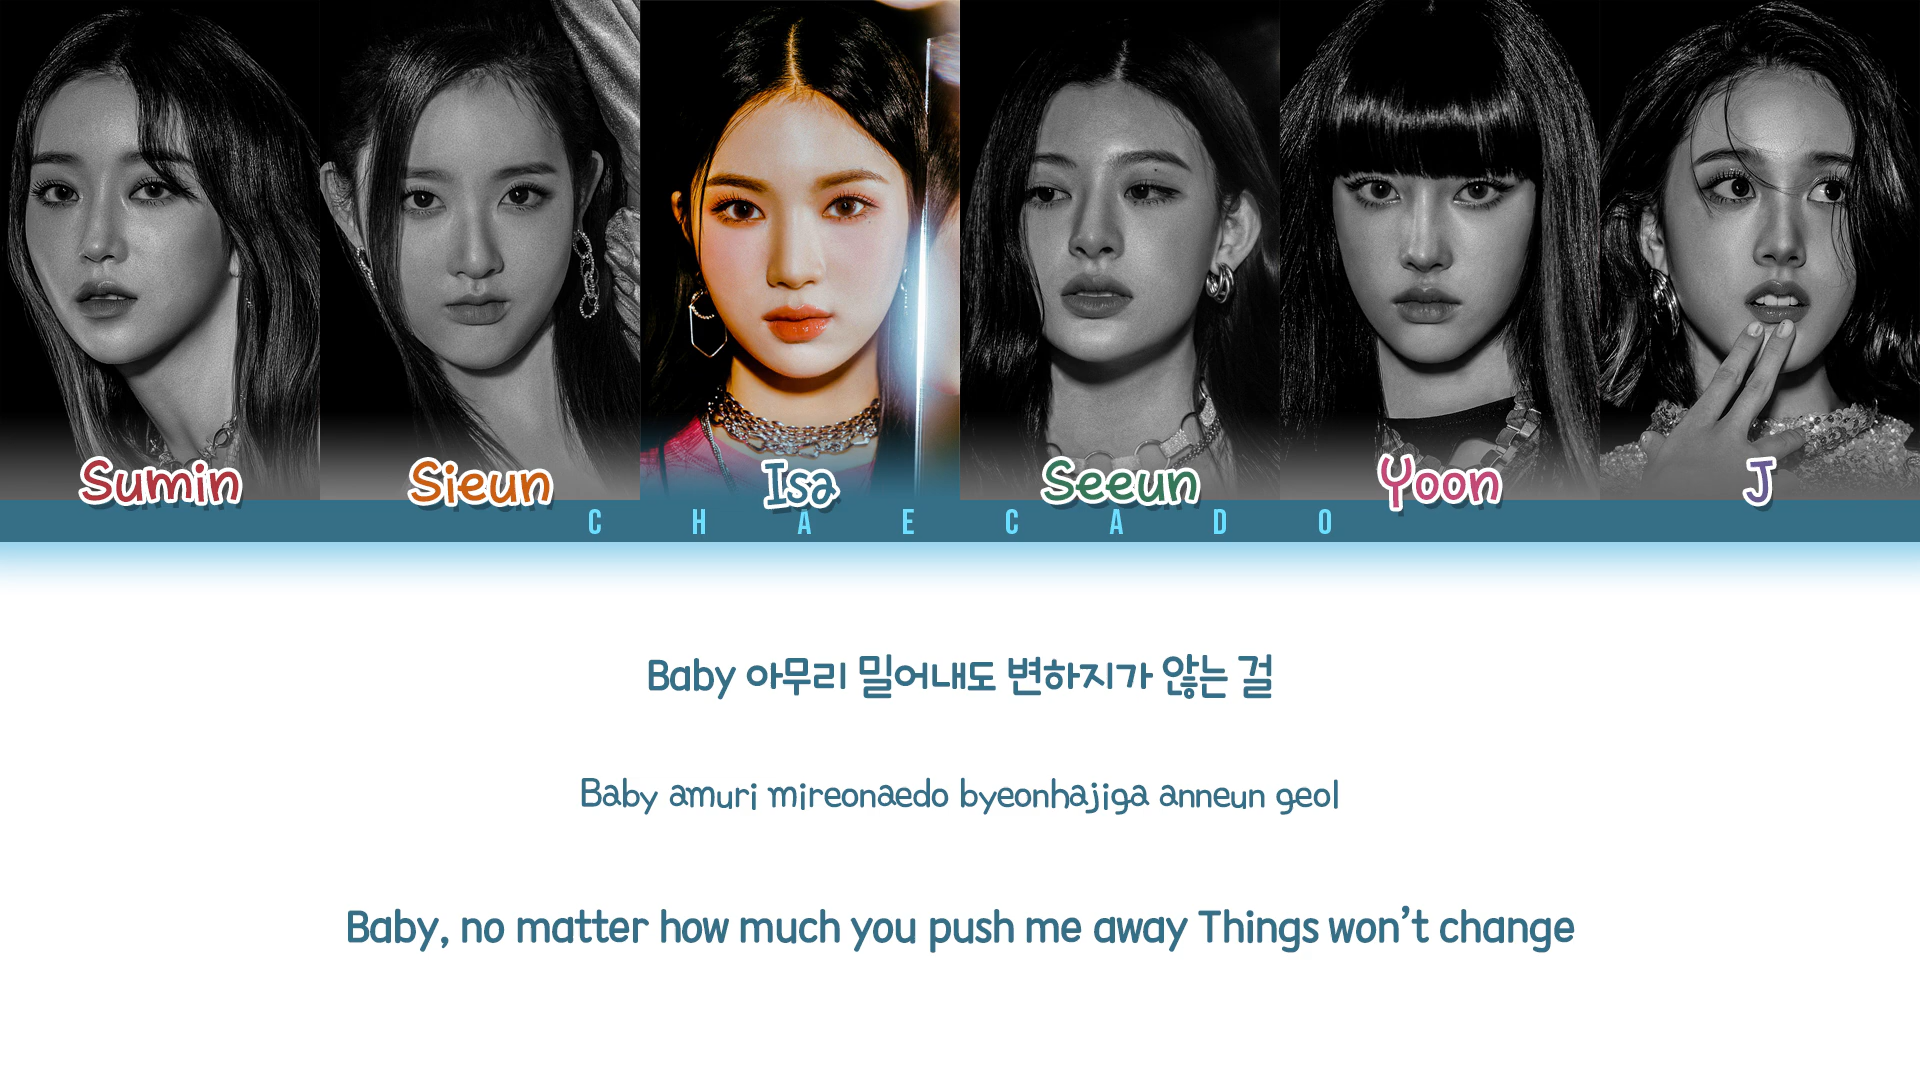 Sumin Sieun Isa Seeun Yoon J
CHAECADO
Baby 아무리 밀어내도 변하지가 않는 걸
Baby amuri mireonaedo byeonhajiga anneun geol
Baby, no matter how much you push me away Things won’t change